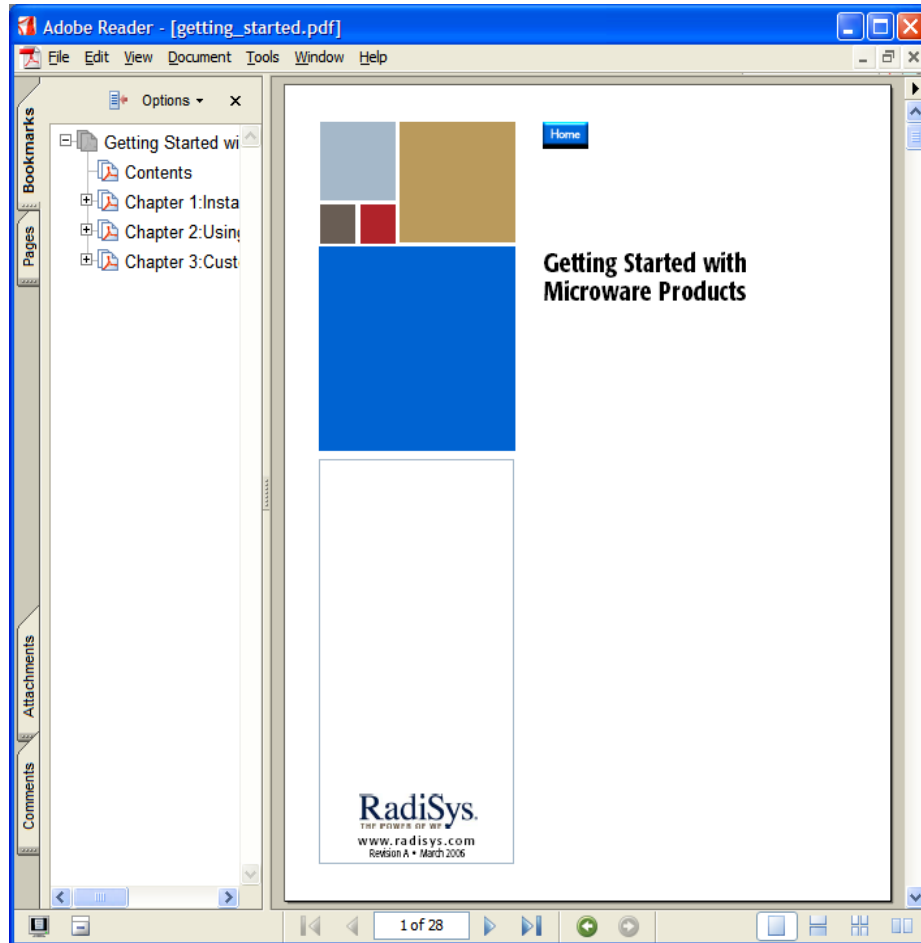 Adobe Reader - [getting_started.pdf]
File Edit View Document Tools Window Help
Options
Bookmarks
Pages
Attachments
Comments
Getting Started wi
Contents
Chapter 1:Insta
Chapter 2:Using
Chapter 3:Cust
Home
Getting Started with
Microware Products
RadiSys.
THE POWER OF WE
www.radisys.com
Revision A • March 2006
1 of 28